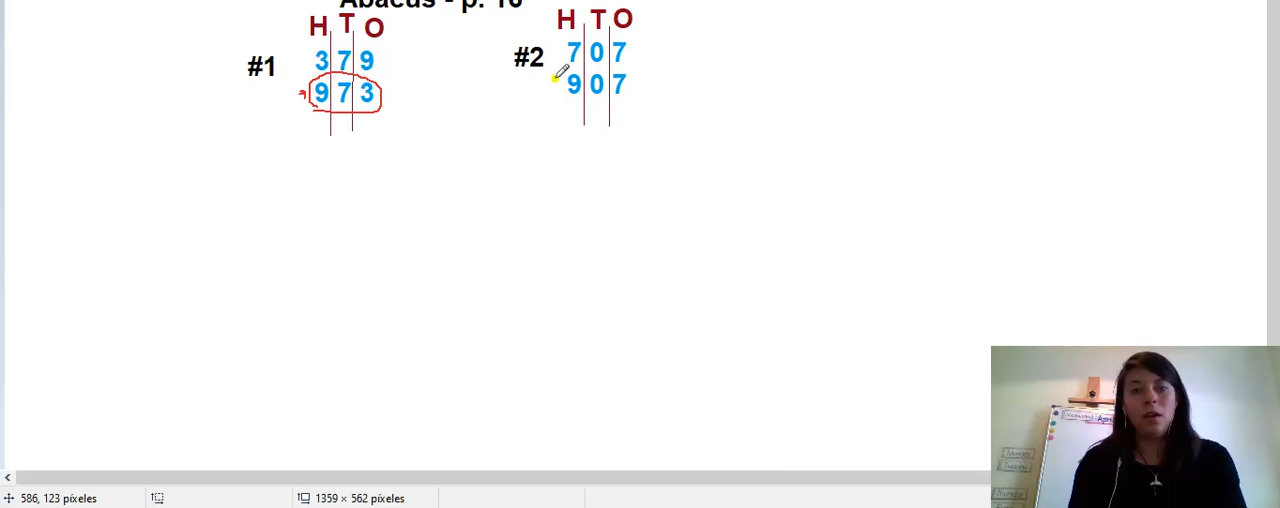 Abacus - p. 16
H T O
#1
3 7 9
9 7 3
H T O
#2
7 0 7
9 0 7
586, 123 píxeles
1359 × 562 píxeles